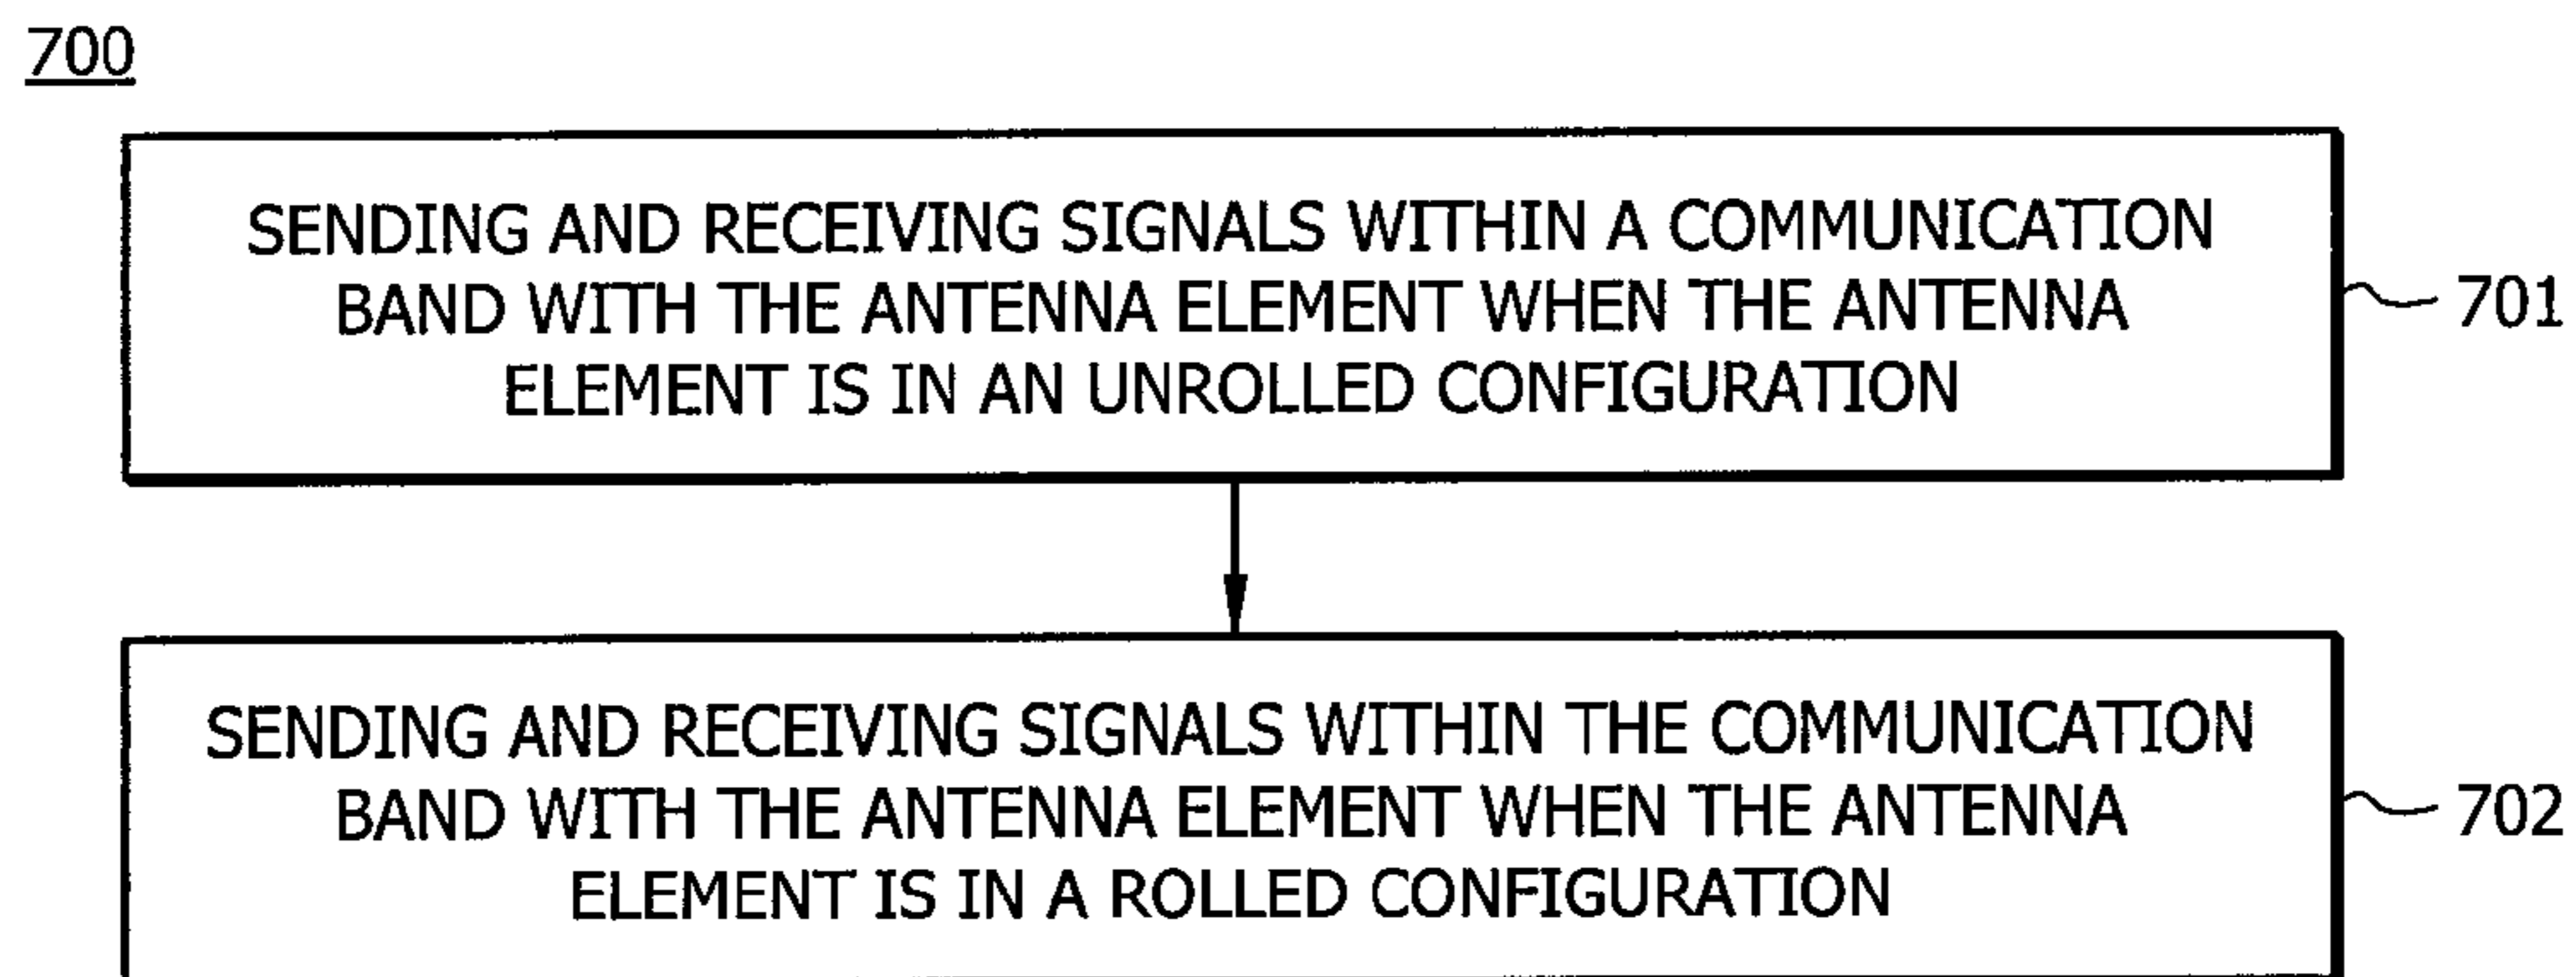 700
SENDING AND RECEIVING SIGNALS WITHIN A COMMUNICATION
BAND WITH THE ANTENNA ELEMENT WHEN THE ANTENNA
ELEMENT IS IN AN UNROLLED CONFIGURATION
701
SENDING AND RECEIVING SIGNALS WITHIN THE COMMUNICATION
BAND WITH THE ANTENNA ELEMENT WHEN THE ANTENNA
ELEMENT IS IN A ROLLED CONFIGURATION
702